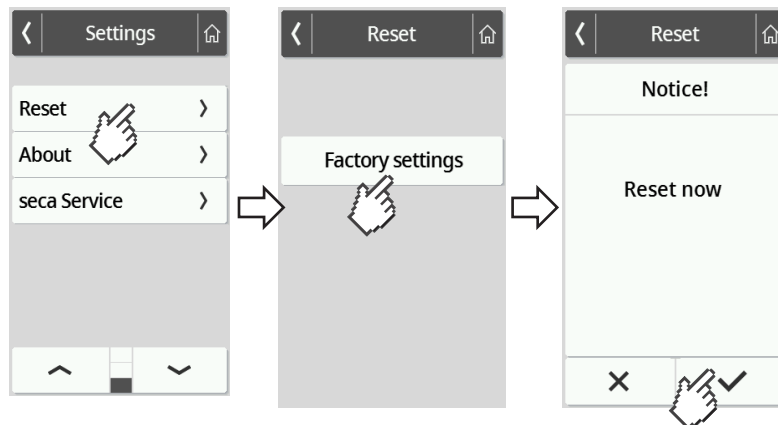 Settings
Reset
About
seca Service
Reset
Factory settings
Reset
Notice!
Reset now